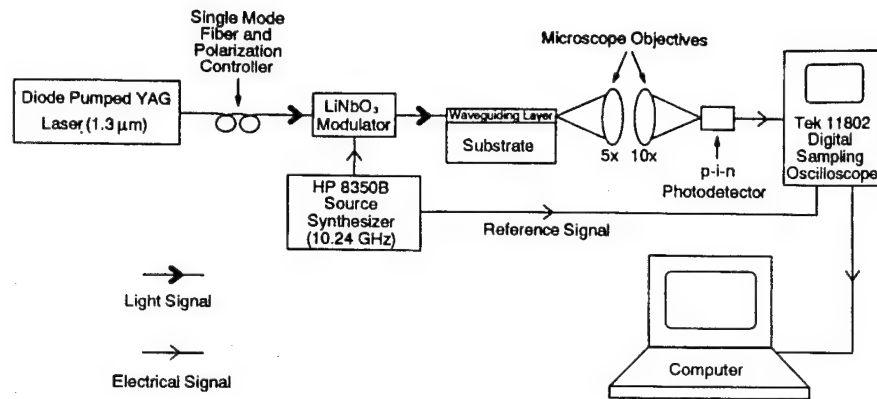 Single Mode
Fiber and
Polarization
Controller
Microscope Objectives
Diode Pumped YAG
Laser (1.3 μm)
LiNbO₃
Modulator
Waveguiding Layer
Substrate
5x
10x
p-i-n
Photodetector
Tek 11802
Digital
Sampling
Oscilloscope
HP 8350B
Source
Synthesizer
(10.24 GHz)
Reference Signal
Light Signal
Electrical Signal
Computer